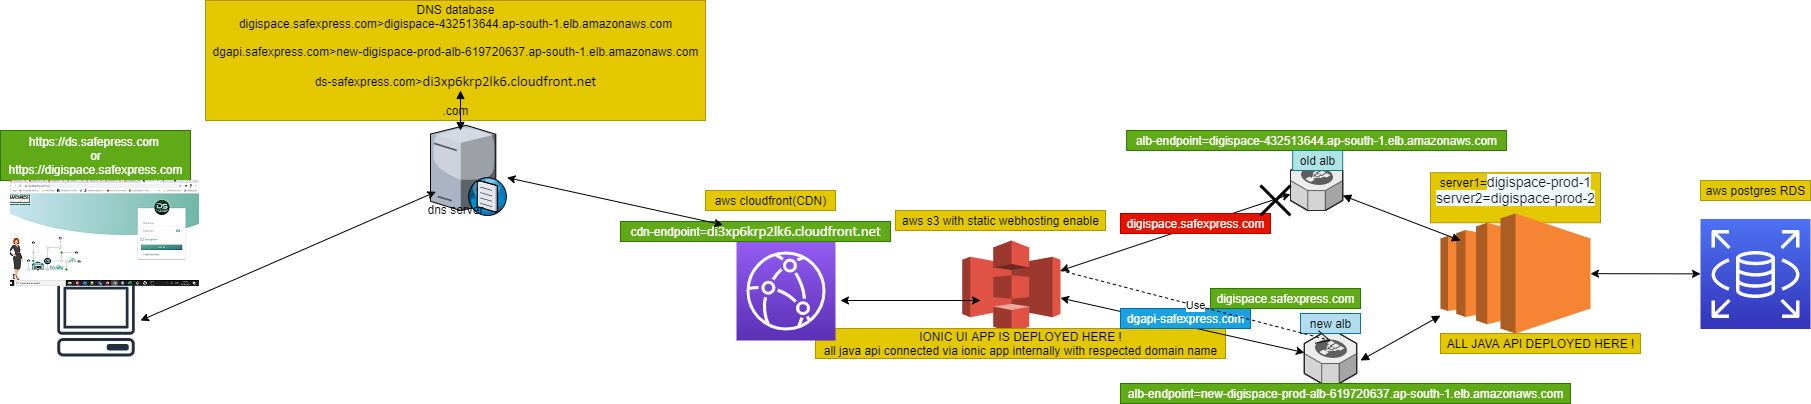 DNS database
digispace.safexpress.com>digispace-432513644.ap-south-1.elb.amazonaws.com
dgapi.safexpress.com>new-digispace-prod-alb-619720637.ap-south-1.elb.amazonaws.com
ds-safexpress.com>di3xp6krp2lk6.cloudfront.net
.com
https://ds.safepress.com
or
https://digispace.safexpress.com
DS
dns server
aws cloudfront(CDN)
cdn-endpoint=di3xp6krp2lk6.cloudfront.net
aws s3 with static webhosting enable
IONIC UI APP IS DEPLOYED HERE !
all java api connected via ionic app internally with respected domain name
alb-endpoint=digispace-432513644.ap-south-1.elb.amazonaws.com
old alb
digispace.safexpress.com
Use
digispace.safexpress.com
dgapi-safexpress.com
new alb
alb-endpoint=new-digispace-prod-alb-619720637.ap-south-1.elb.amazonaws.com
server1=digispace-prod-1
server2=digispace-prod-2
ALL JAVA API DEPLOYED HERE !
aws postgres RDS